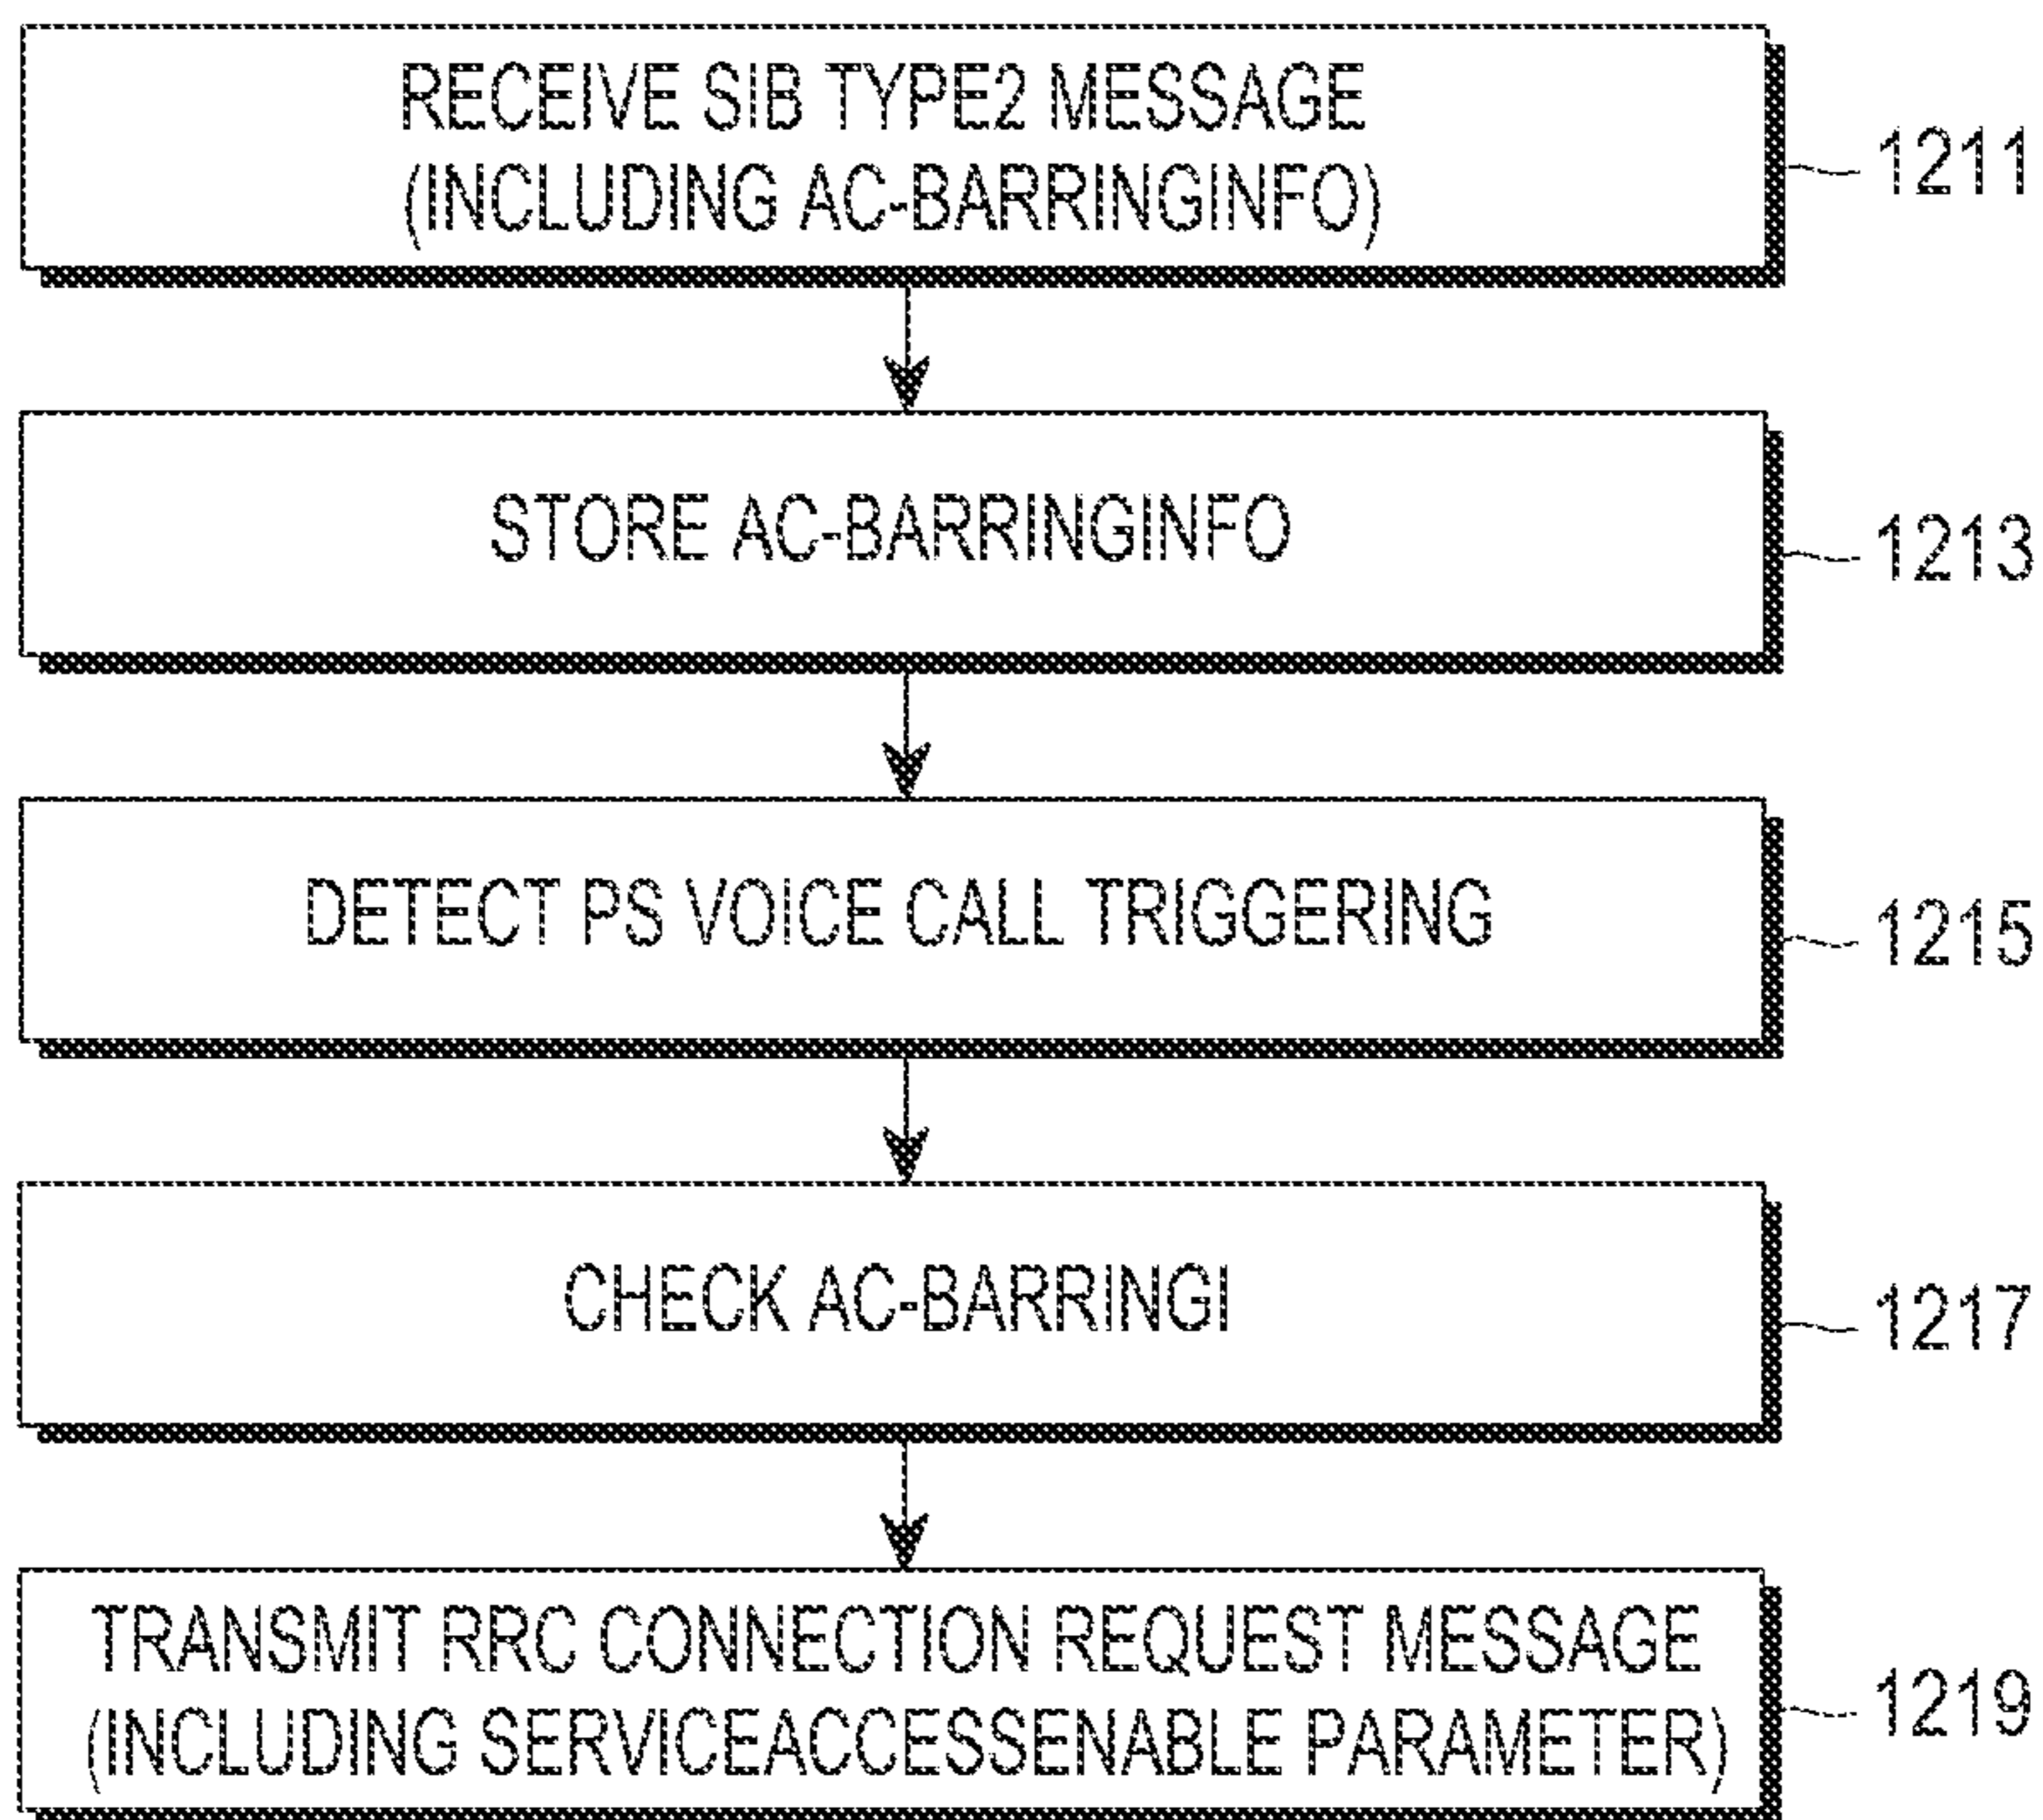 RECEIVE SIB TYPE2 MESSAGE
(INCLUDING AC-BARRINGINFO)
1211
STORE AC-BARRINGINFO
1213
DETECT PS VOICE CALL TRIGGERING
1215
CHECK AC-BARRINGI
1217
TRANSMIT RRC CONNECTION REQUEST MESSAGE
(INCLUDING SERVICEACCESSENABLE PARAMETER)
1219